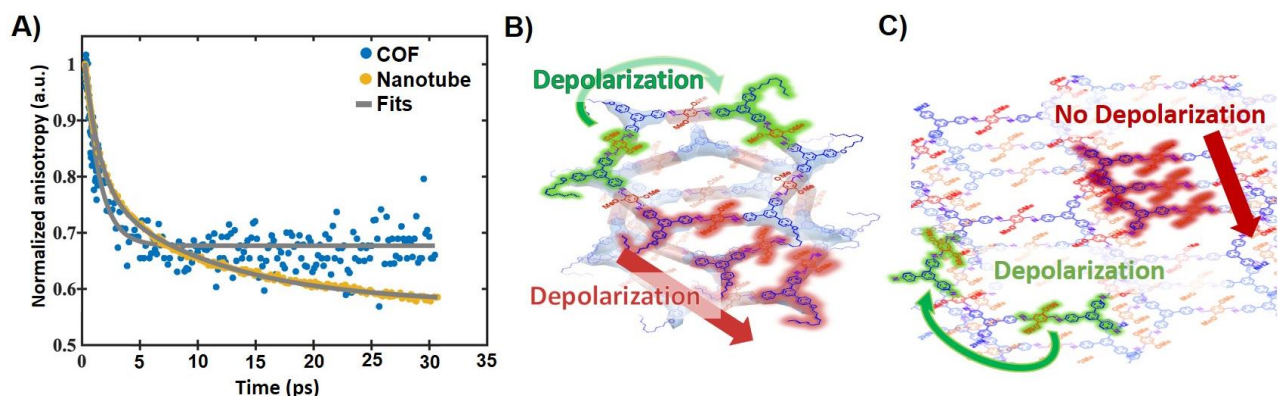 A)
Normalized anisotropy (a.u.)
1
0.9
0.8
0.7
0.6
0.5
0
5
10
15
20
25
30
35
Time (ps)
COF
Nanotube
Fits
B)
Depolarization
Depolarization
C)
No Depolarization
Depolarization